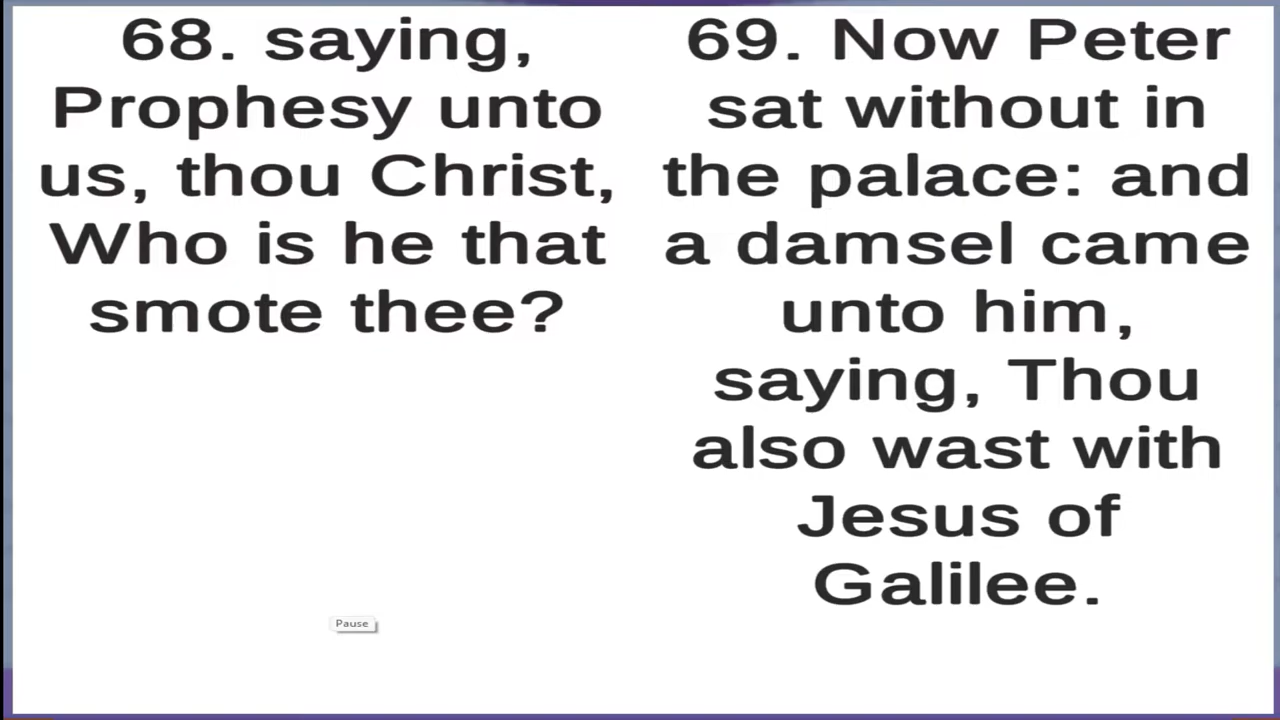 68. saying,
Prophesy unto
us, thou Christ,
Who is he that
smote thee?
69. Now Peter
sat without in
the palace: and
a damsel came
unto him,
saying, Thou
also wast with
Jesus of
Galilee.
Pause